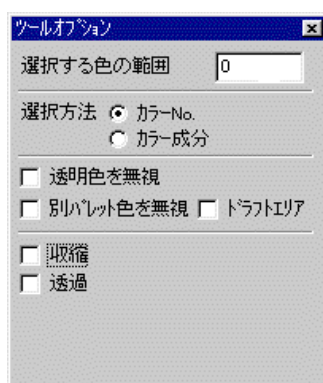 ツールオプション
選択する色の範囲 0
選択方法 カラーNo.
カラー成分
透明色を無視
別パレット色を無視 ドラフトエリア
収縮
透過